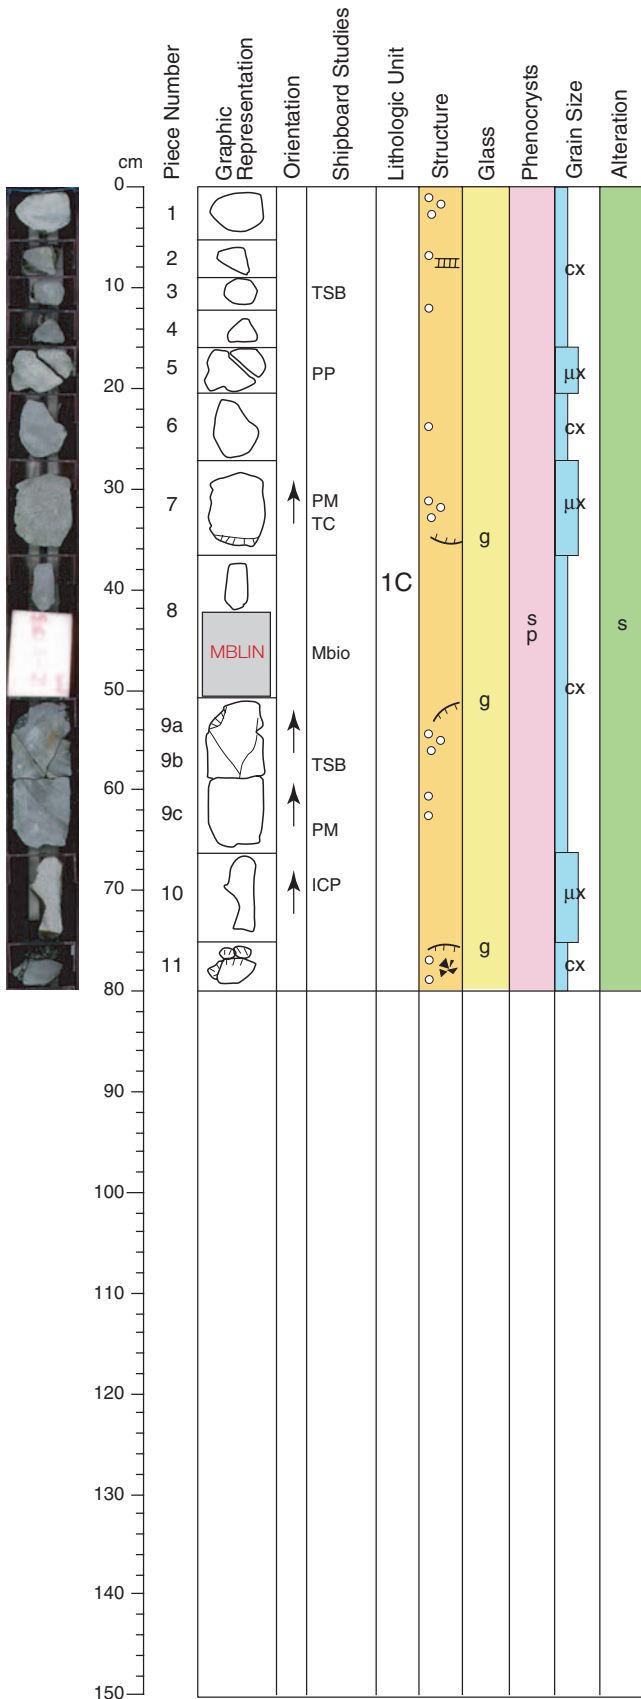 cm
Piece Number
Graphic
Representation
Orientation
Shipboard Studies
Lithologic Unit
Structure
Glass
Phenocrysts
Grain Size
Alteration
0
1
2
cx
10
3
TSB
4
5
PP
μx
20
6
cx
30
7
PM
μx
TC
g
40
8
1C
s
p
s
MBLIN
Mbio
50
cx
g
9a
9b
TSB
60
9c
PM
70
10
ICP
μx
g
11
cx
80
90
100
110
120
130
140
150